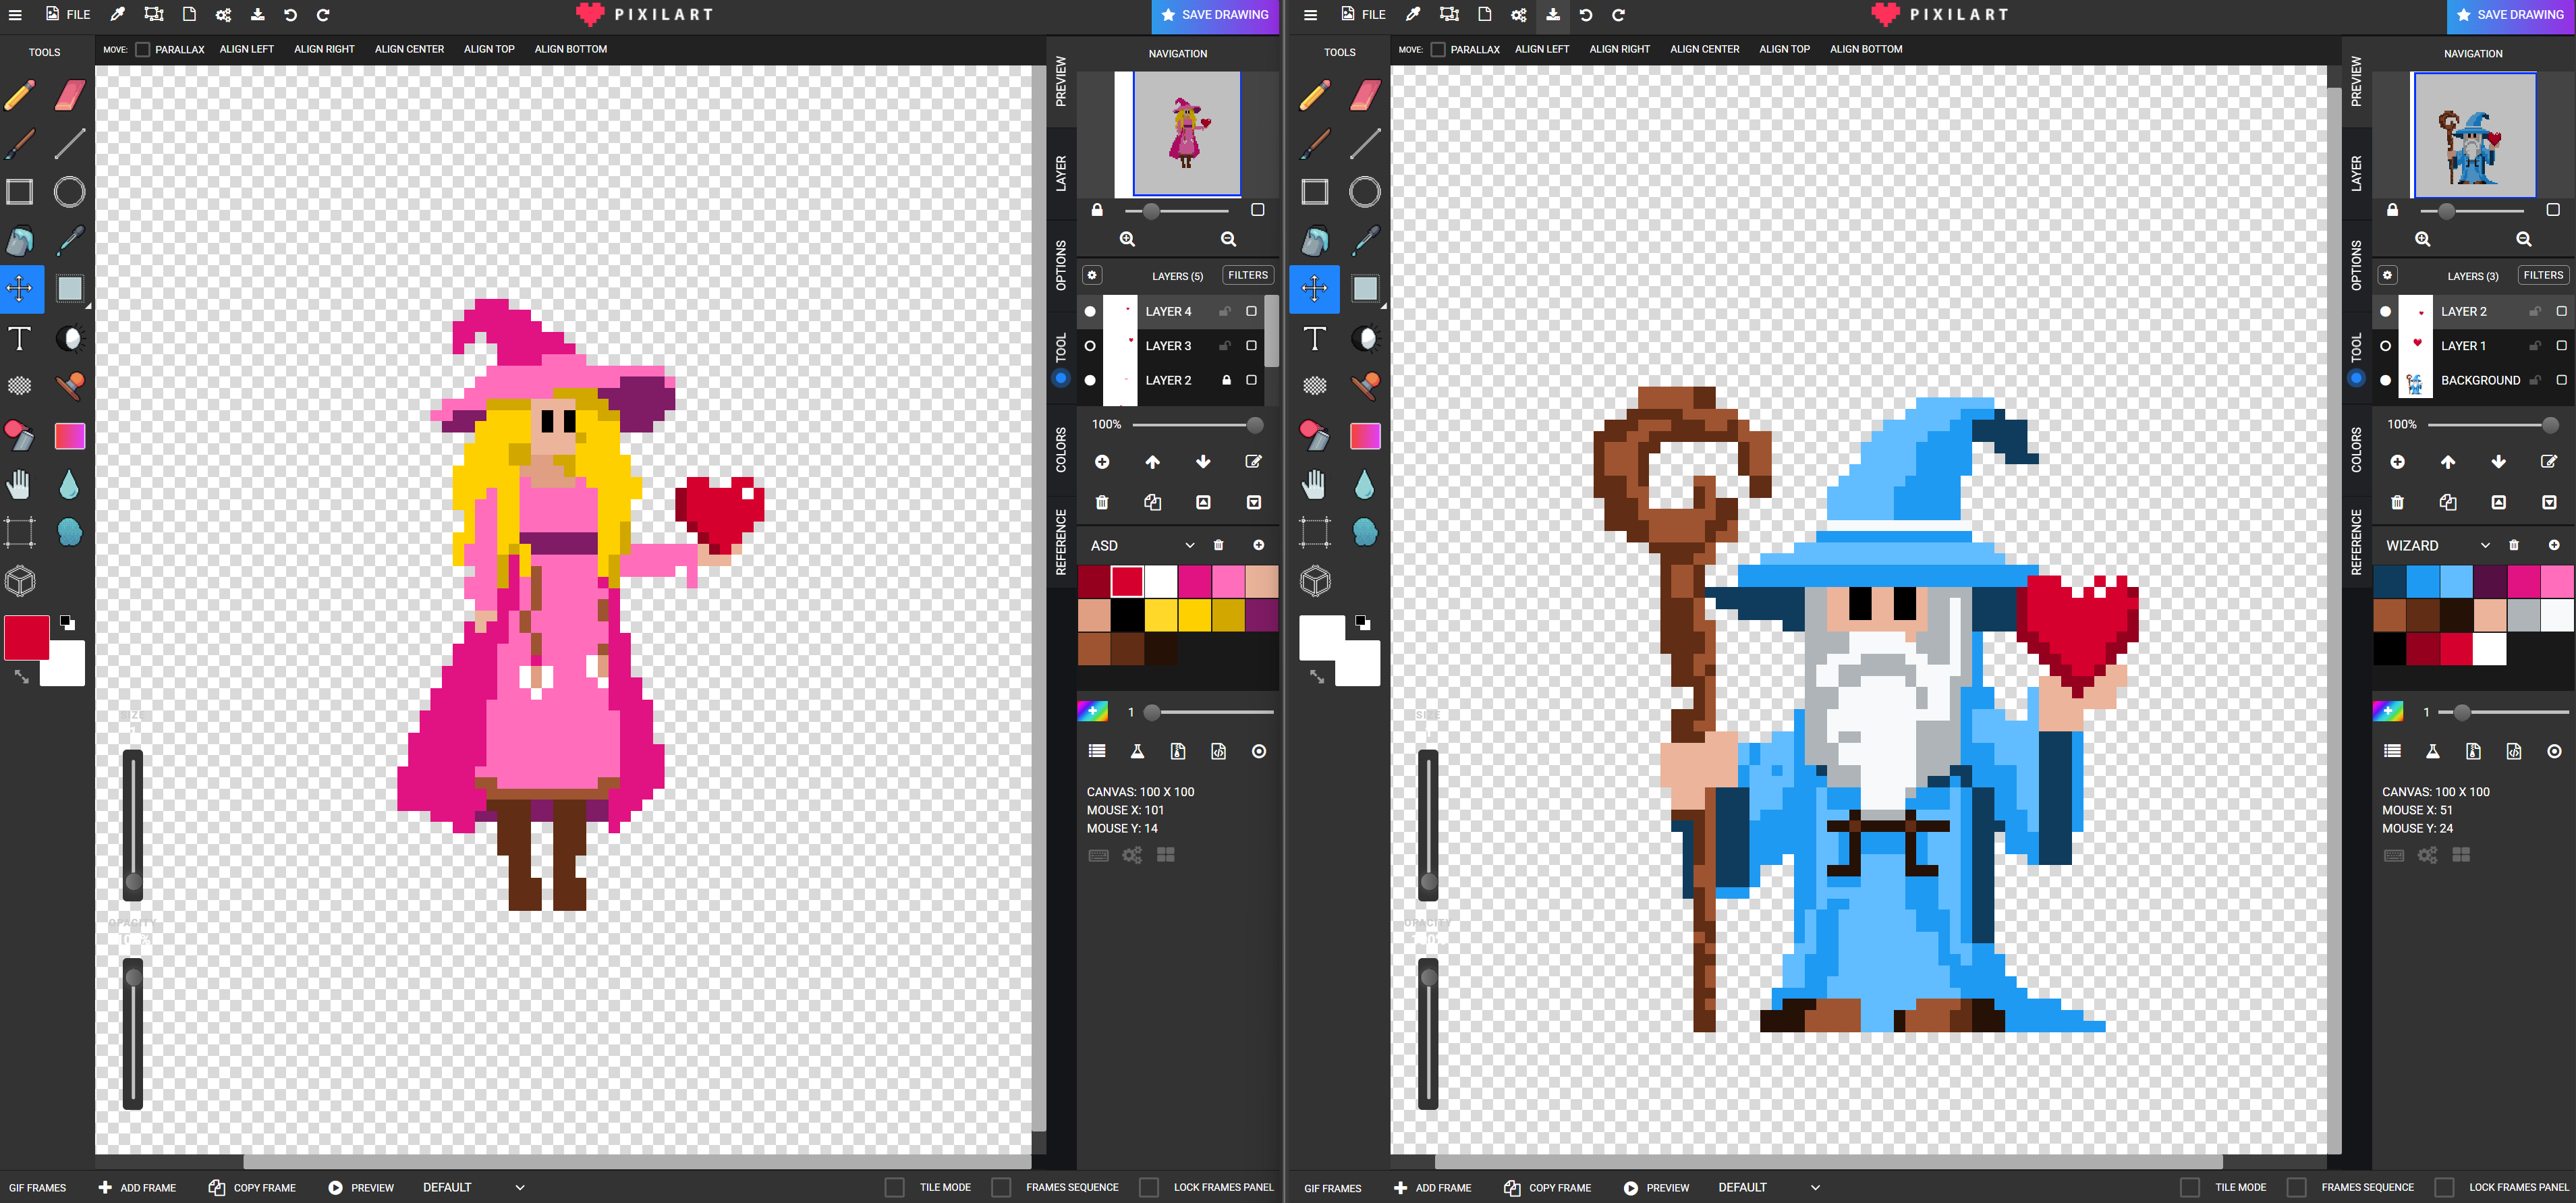 FILE
PIXILART
SAVE DRAWING
TOOLS
MOVE: PARALLAX ALIGN LEFT ALIGN RIGHT ALIGN CENTER ALIGN TOP ALIGN BOTTOM
PREVIEW
LAYER
OPTIONS
TOOL
COLORS
REFERENCE
NAVIGATION
LAYERS (5) FILTERS
LAYER 4
LAYER 3
LAYER 2
100%
ASD
1
CANVAS: 100 X 100
MOUSE X: 101
MOUSE Y: 14
SIZE
OPACITY
GIF FRAMES ADD FRAME COPY FRAME PREVIEW DEFAULT TILE MODE FRAMES SEQUENCE LOCK FRAMES PANEL
FILE
PIXILART
SAVE DRAWING
TOOLS
MOVE: PARALLAX ALIGN LEFT ALIGN RIGHT ALIGN CENTER ALIGN TOP ALIGN BOTTOM
PREVIEW
LAYER
OPTIONS
TOOL
COLORS
REFERENCE
NAVIGATION
LAYERS (3) FILTERS
LAYER 2
LAYER 1
BACKGROUND
100%
WIZARD
1
CANVAS: 100 X 100
MOUSE X: 51
MOUSE Y: 24
SIZE
OPACITY
GIF FRAMES ADD FRAME COPY FRAME PREVIEW DEFAULT TILE MODE FRAMES SEQUENCE LOCK FRAMES PANEL